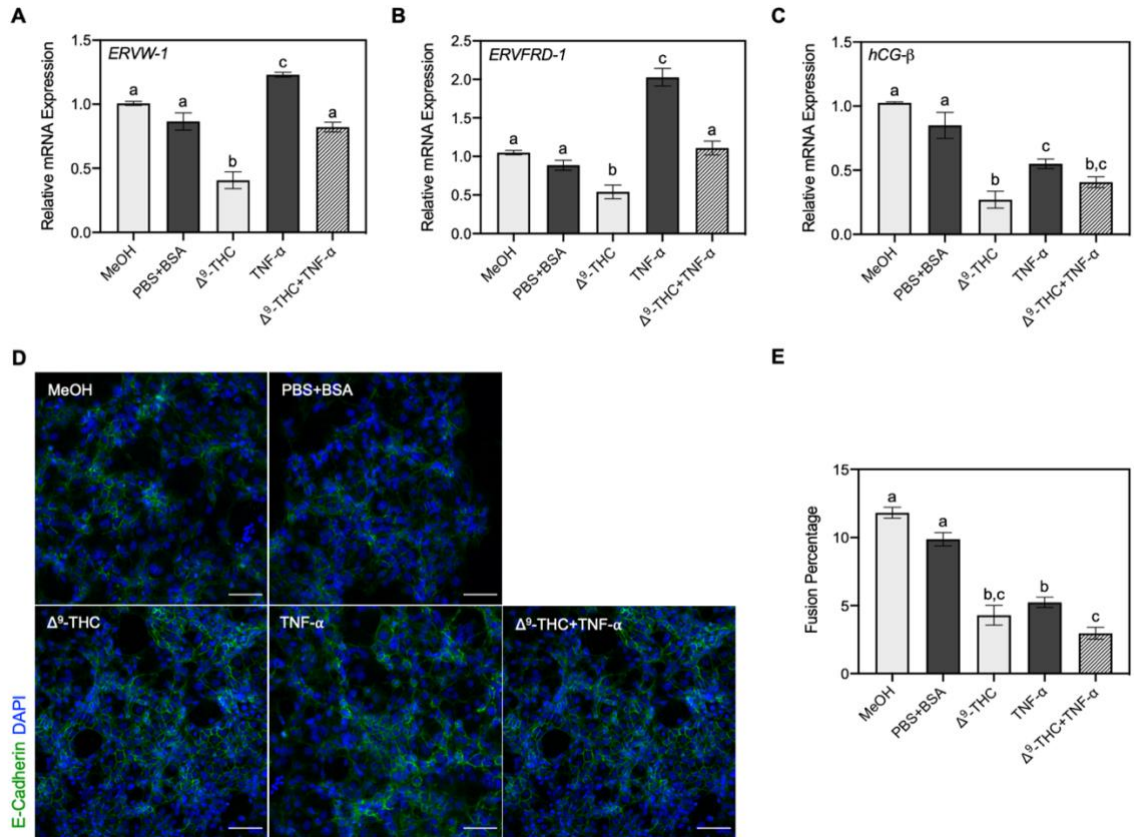 A
ERVW-1
Relative mRNA Expression
1.5
1.0
0.5
0.0
a
a
b
c
a
MeOH
PBS+BSA
Δ⁹-THC
TNF-α
Δ⁹-THC+TNF-α
B
ERVFRD-1
Relative mRNA Expression
2.5
2.0
1.5
1.0
0.5
0.0
a
a
b
c
a
MeOH
PBS+BSA
Δ⁹-THC
TNF-α
Δ⁹-THC+TNF-α
C
hCG-β
Relative mRNA Expression
1.5
1.0
0.5
0.0
a
a
b
c
b,c
MeOH
PBS+BSA
Δ⁹-THC
TNF-α
Δ⁹-THC+TNF-α
D
MeOH
PBS+BSA
Δ⁹-THC
TNF-α
Δ⁹-THC+TNF-α
E-Cadherin DAPI
E
Fusion Percentage
15
10
5
0
a
a
b,c
b
c
MeOH
PBS+BSA
Δ⁹-THC
TNF-α
Δ⁹-THC+TNF-α